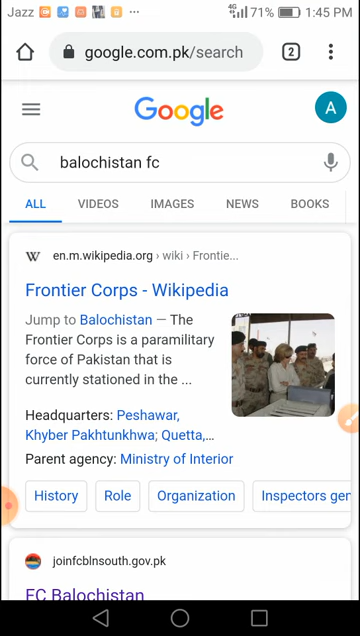 Jazz ... 4G 71% 1:45 PM
google.com.pk/search 2
Google A
balochistan fc
ALL VIDEOS IMAGES NEWS BOOKS
W en.m.wikipedia.org › wiki › Frontie...
Frontier Corps - Wikipedia
Jump to Balochistan — The
Frontier Corps is a paramilitary
force of Pakistan that is
currently stationed in the ...
Headquarters: Peshawar,
Khyber Pakhtunkhwa; Quetta,...
Parent agency: Ministry of Interior
History Role Organization Inspectors gen
joinfcblnsouth.gov.pk
FC Balochistan